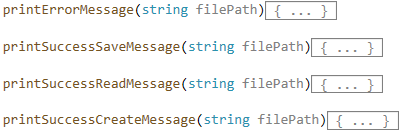 printErrorMessage(string filePath) { ... }
printSuccessSaveMessage(string filePath) { ... }
printSuccessReadMessage(string filePath) { ... }
printSuccessCreateMessage(string filePath) { ... }